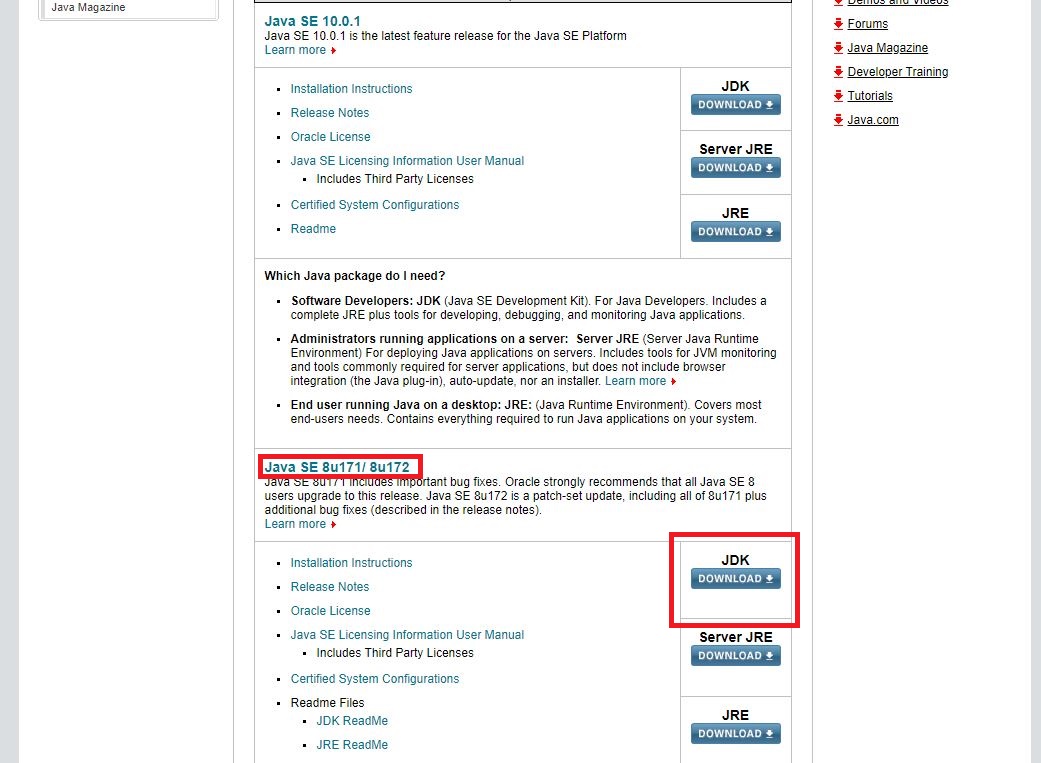 Java Magazine
Java SE 10.0.1
Java SE 10.0.1 is the latest feature release for the Java SE Platform
Learn more
Installation Instructions
Release Notes
Oracle License
Java SE Licensing Information User Manual
Includes Third Party Licenses
Certified System Configurations
Readme
JDK
DOWNLOAD
Server JRE
DOWNLOAD
JRE
DOWNLOAD
Which Java package do I need?
Software Developers: JDK (Java SE Development Kit). For Java Developers. Includes a
complete JRE plus tools for developing, debugging, and monitoring Java applications.
Administrators running applications on a server: Server JRE (Server Java Runtime
Environment) For deploying Java applications on servers. Includes tools for JVM monitoring
and tools commonly required for server applications, but does not include browser
integration (the Java plug-in), auto-update, nor an installer. Learn more
End user running Java on a desktop: JRE: (Java Runtime Environment). Covers most
end-users needs. Contains everything required to run Java applications on your system.
Java SE 8u171/ 8u172
Java SE 8u171 includes important bug fixes. Oracle strongly recommends that all Java SE 8
users upgrade to this release. Java SE 8u172 is a patch-set update, including all of 8u171 plus
additional bug fixes (described in the release notes).
Learn more
Installation Instructions
Release Notes
Oracle License
Java SE Licensing Information User Manual
Includes Third Party Licenses
Certified System Configurations
Readme Files
JDK ReadMe
JRE ReadMe
JDK
DOWNLOAD
Server JRE
DOWNLOAD
JRE
DOWNLOAD
Demos and Videos
Forums
Java Magazine
Developer Training
Tutorials
Java.com